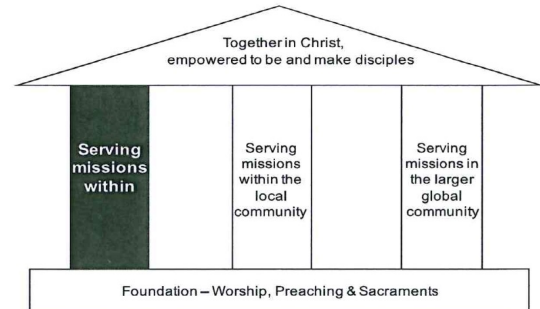 Together in Christ,
empowered to be and make disciples
Serving
missions
within
Serving
missions
within the
local
community
Serving
missions in
the larger
global
community
Foundation – Worship, Preaching & Sacraments